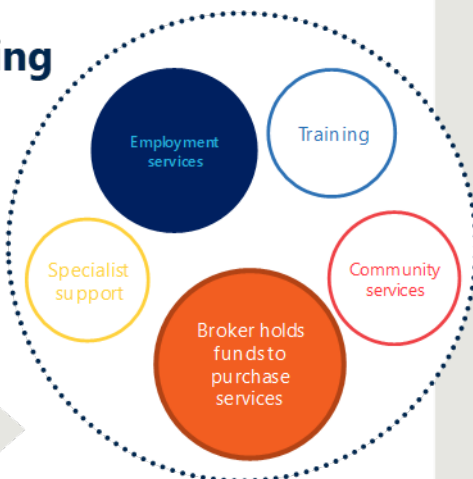 ing
Employment
services
Training
Specialist
support
Community
services
Broker holds
funds to
purchase
services